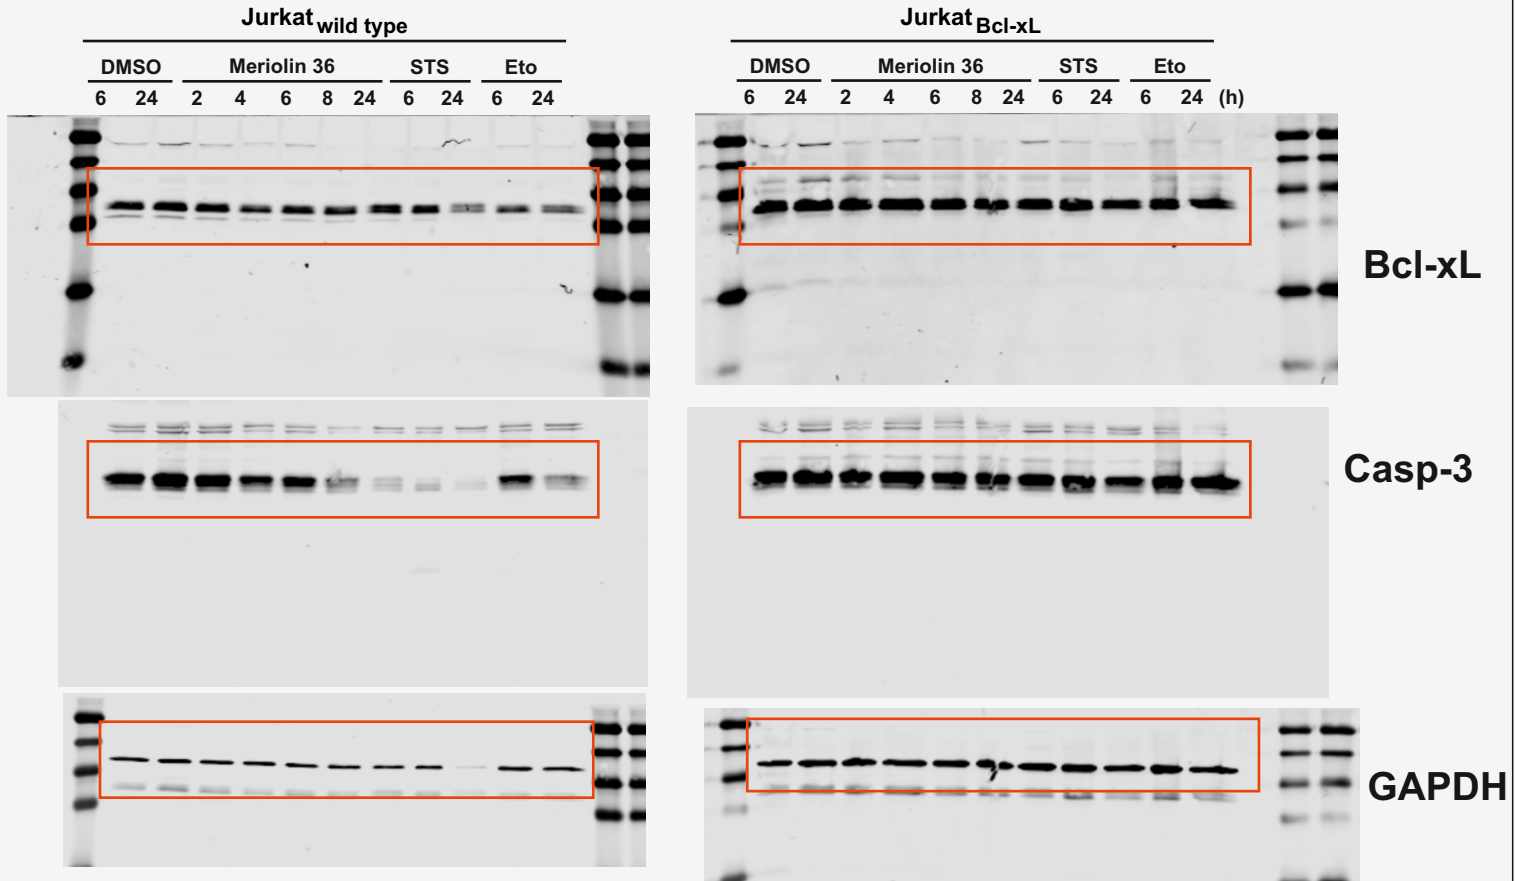 Jurkat wild type
Jurkat Bcl-xL
DMSO Meriolin 36 STS Eto
DMSO Meriolin 36 STS Eto
6 24 2 4 6 8 24 6 24 6 24
6 24 2 4 6 8 24 6 24 6 24 (h)
Bcl-xL
Casp-3
GAPDH